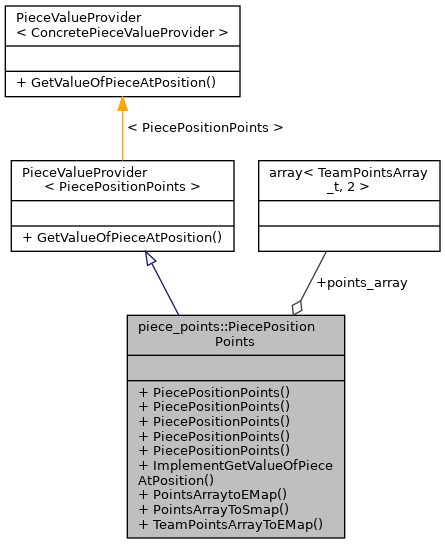 PieceValueProvider
< ConcretePieceValueProvider >
+ GetValueOfPieceAtPosition()
< PiecePositionPoints >
PieceValueProvider
< PiecePositionPoints >
+ GetValueOfPieceAtPosition()
array< TeamPointsArray
_t, 2 >
+points_array
piece_points::PiecePosition
Points
+ PiecePositionPoints()
+ PiecePositionPoints()
+ PiecePositionPoints()
+ PiecePositionPoints()
+ PiecePositionPoints()
+ ImplementGetValueOfPiece
AtPosition()
+ PointsArraytoEMap()
+ PointsArrayToSmap()
+ TeamPointsArrayToEMap()